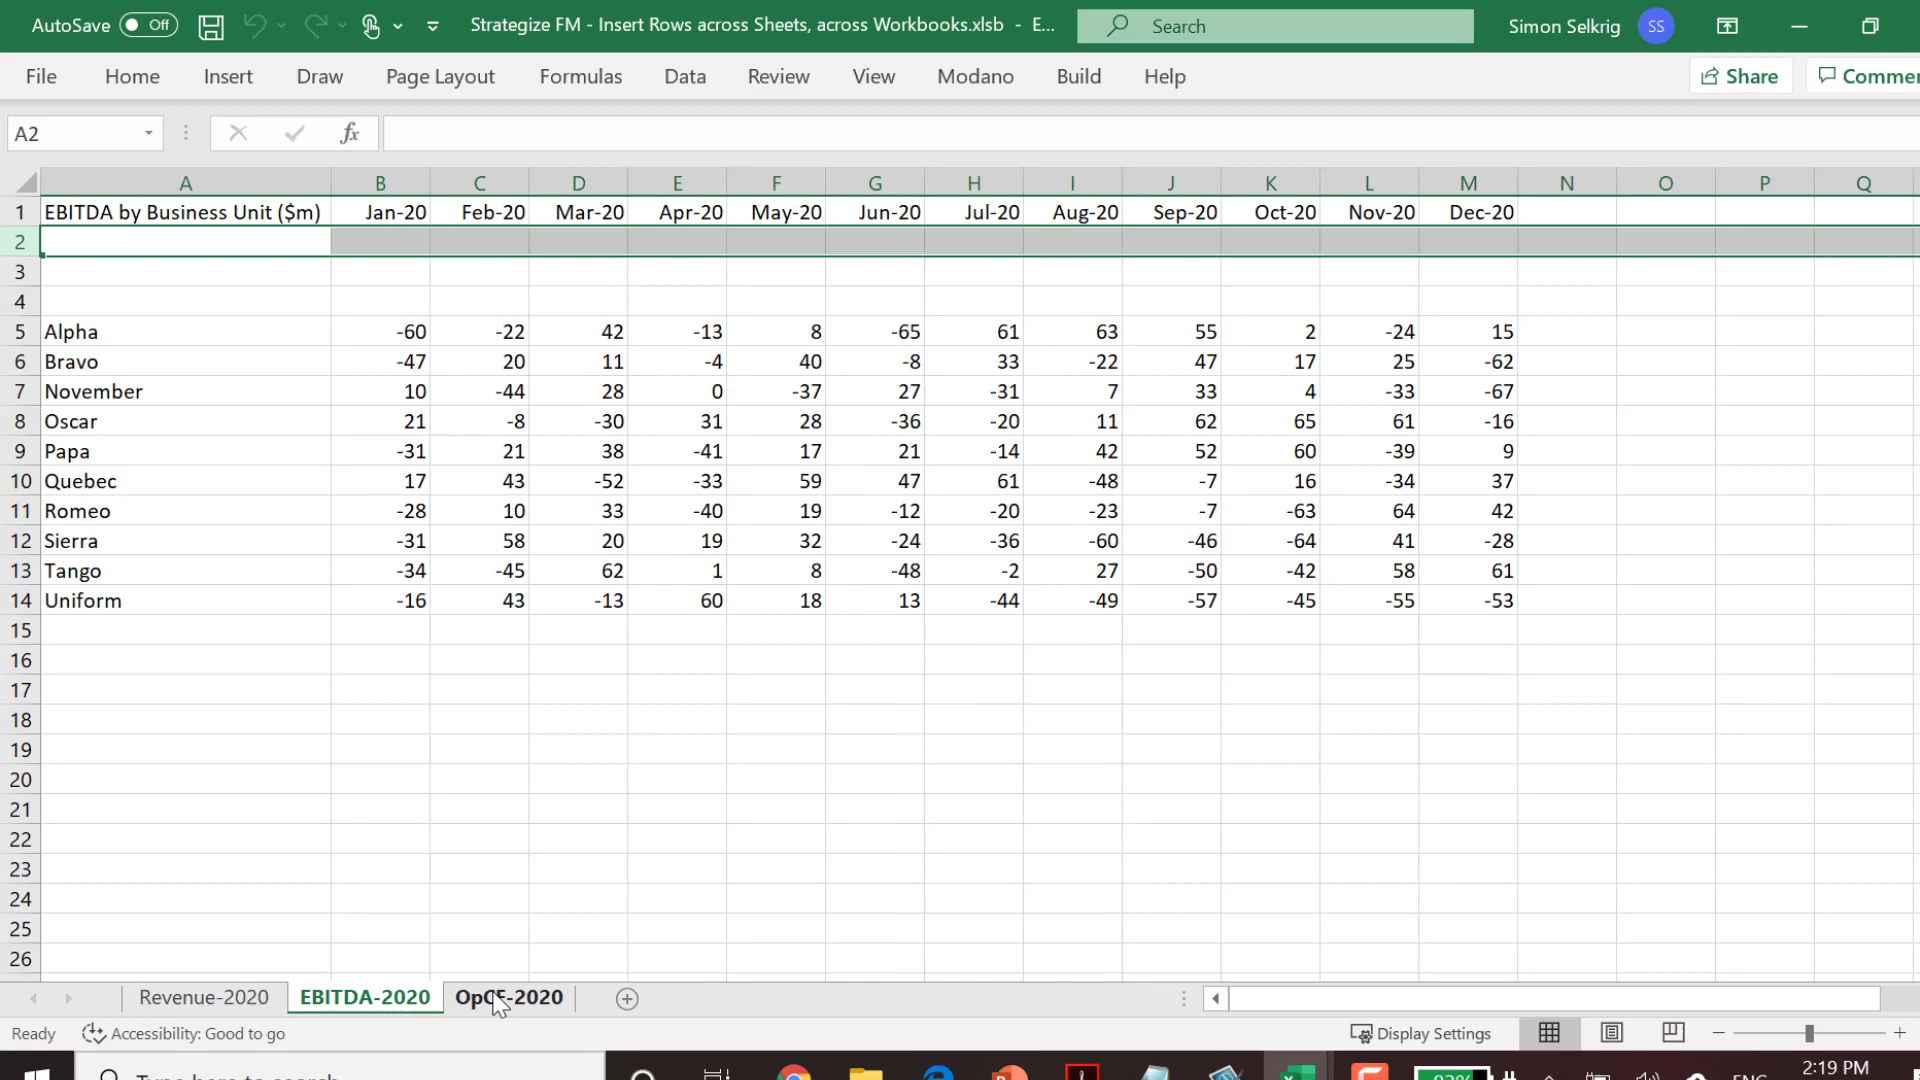 AutoSave Off Strategize FM - Insert Rows across Sheets, across Workbooks.xlsb - E... Search Simon Selkrig SS
File Home Insert Draw Page Layout Formulas Data Review View Modano Build Help Share Commen
A2 fx
A B C D E F G H I J K L M N O P Q
1 EBITDA by Business Unit ($m) Jan-20 Feb-20 Mar-20 Apr-20 May-20 Jun-20 Jul-20 Aug-20 Sep-20 Oct-20 Nov-20 Dec-20
2
3
4
5 Alpha -60 -22 42 -13 8 -65 61 63 55 2 -24 15
6 Bravo -47 20 11 -4 40 -8 33 -22 47 17 25 -62
7 November 10 -44 28 0 -37 27 -31 7 33 4 -33 -67
8 Oscar 21 -8 -30 31 28 -36 -20 11 62 65 61 -16
9 Papa -31 21 38 -41 17 21 -14 42 52 60 -39 9
10 Quebec 17 43 -52 -33 59 47 61 -48 -7 16 -34 37
11 Romeo -28 10 33 -40 19 -12 -20 -23 -7 -63 64 42
12 Sierra -31 58 20 19 32 -24 -36 -60 -46 -64 41 -28
13 Tango -34 -45 62 1 8 -48 -2 27 -50 -42 58 61
14 Uniform -16 43 -13 60 18 13 -44 -49 -57 -45 -55 -53
15
16
17
18
19
20
21
22
23
24
25
26
Revenue-2020 EBITDA-2020 OpCF-2020
Ready Accessibility: Good to go Display Settings
Type here to search 2:19 PM